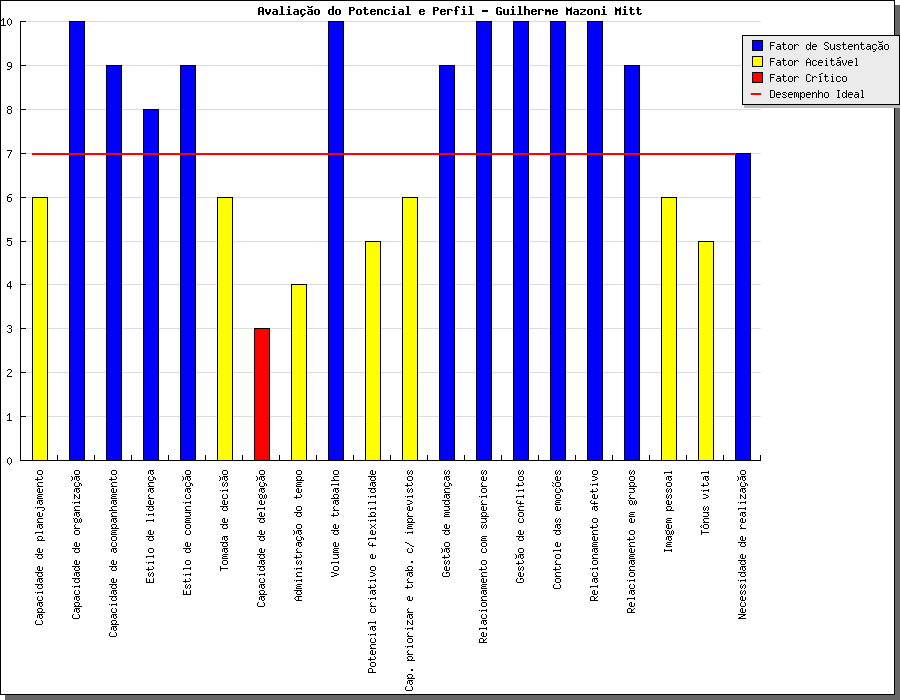 Avaliação do Potencial e Perfil - Guilherme Mazoni Mitt
Fator de Sustentação
Fator Aceitável
Fator Crítico
Desempenho Ideal
10
9
8
7
6
5
4
3
2
1
0
Capacidade de planejamento
Capacidade de organização
Capacidade de acompanhamento
Estilo de liderança
Estilo de comunicação
Tomada de decisão
Capacidade de delegação
Administração do tempo
Volume de trabalho
Potencial criativo e flexibilidade
Cap. priorizar e trab. c/ imprevistos
Gestão de mudanças
Relacionamento com superiores
Gestão de conflitos
Controle das emoções
Relacionamento afetivo
Relacionamento em grupos
Imagem pessoal
Tônus vital
Necessidade de realização